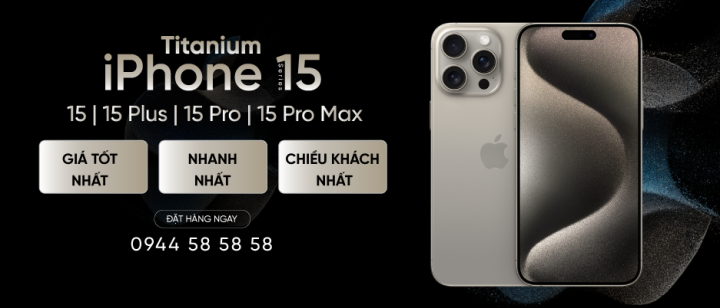 Titanium
iPhone 15
Series
15 | 15 Plus | 15 Pro | 15 Pro Max
GIÁ TỐT
NHẤT
NHANH
NHẤT
CHIỀU KHÁCH
NHẤT
ĐẶT HÀNG NGAY
0944 58 58 58